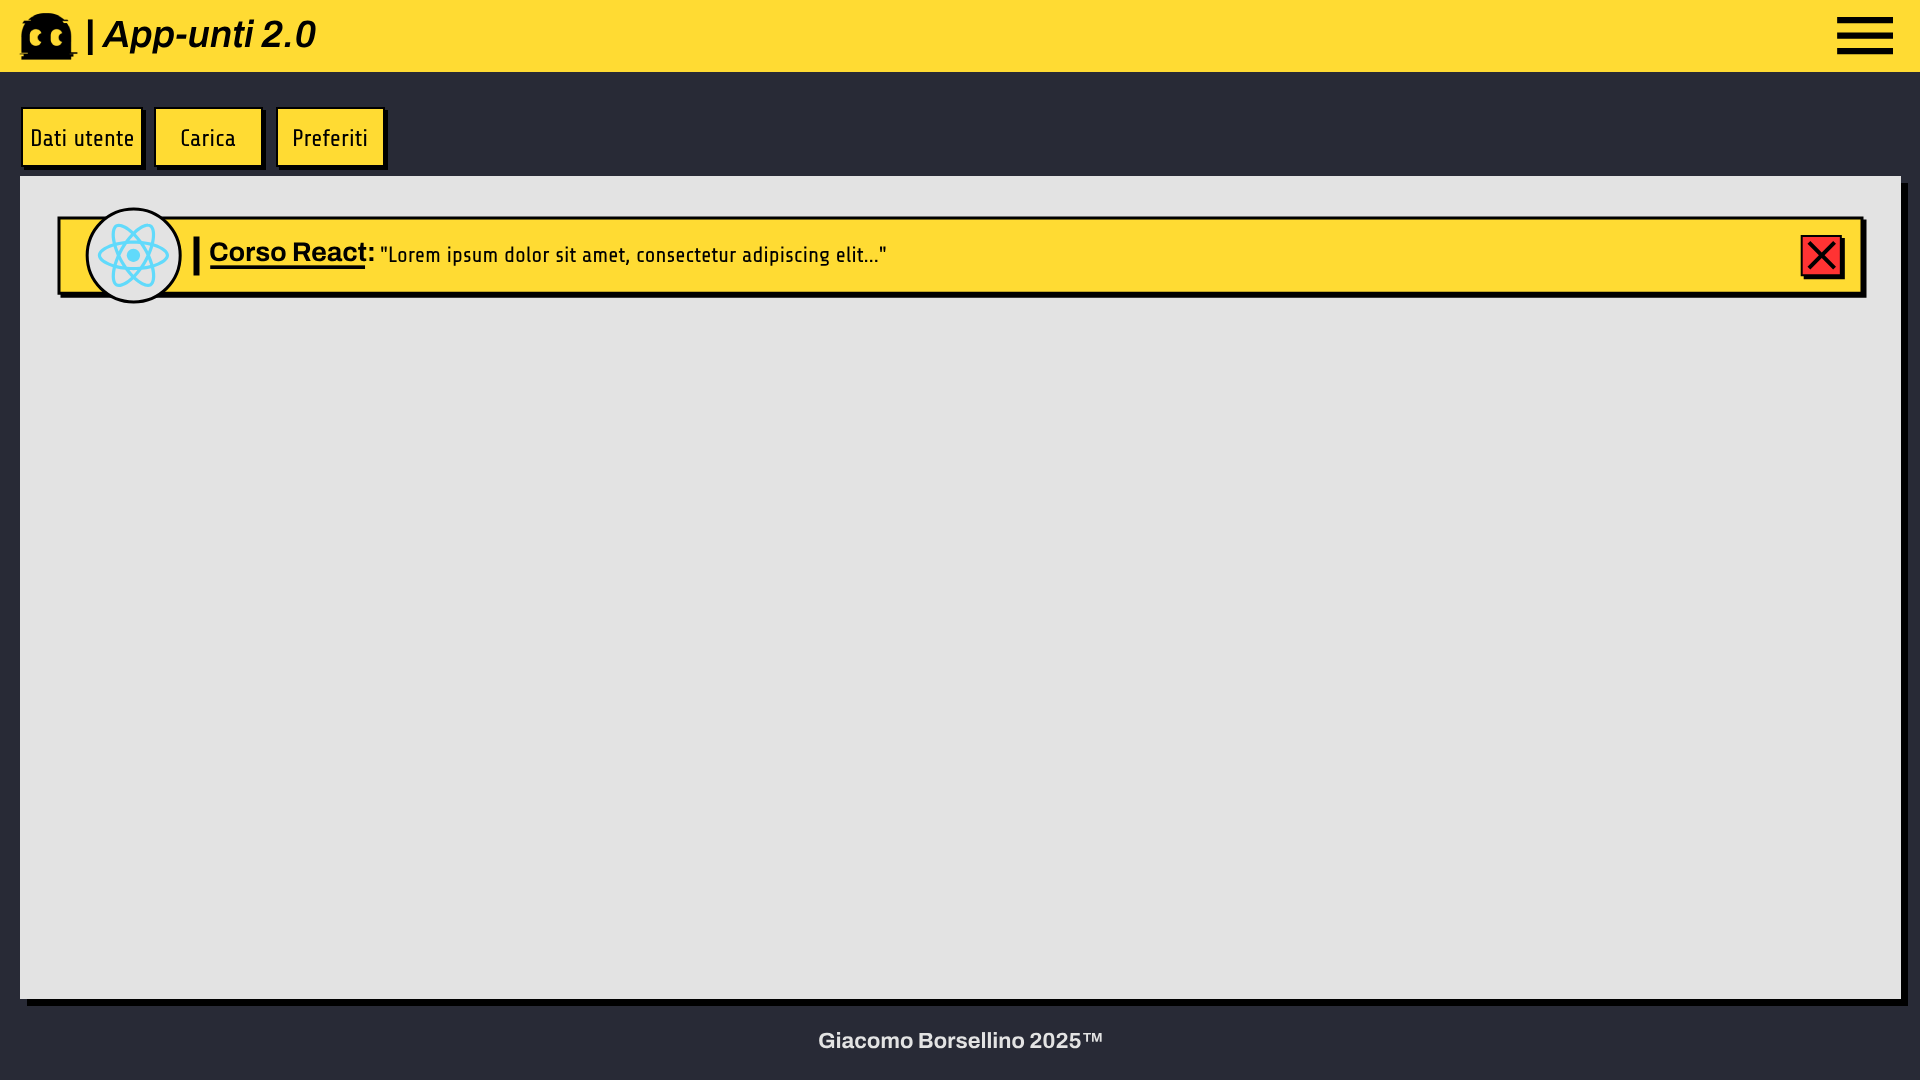 | App-unti 2.0
Dati utente
Carica
Preferiti
| Corso React: "Lorem ipsum dolor sit amet, consectetur adipiscing elit..."
Giacomo Borsellino 2025™